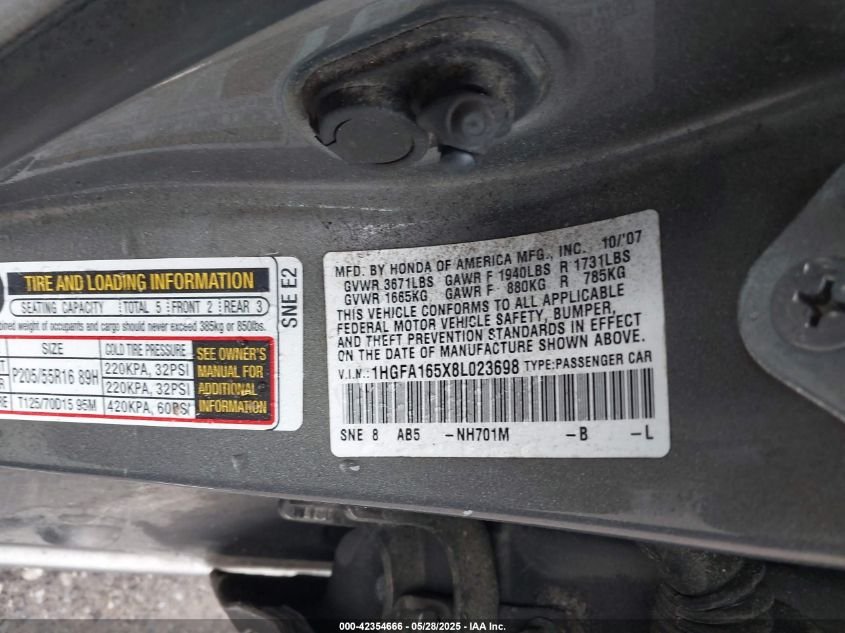 TIRE AND LOADING INFORMATION
SEATING CAPACITY TOTAL 5 FRONT 2 REAR 3
weight of occupants and cargo should never exceed 385kg or 850lbs.
SIZE COLD TIRE PRESSURE SEE OWNER'S MANUAL FOR ADDITIONAL INFORMATION
P205/55R16 89H 220KPA, 32PSI
220KPA, 32PSI
T125/70D15 95M 420KPA, 60PSI
SNE E2
MFD. BY HONDA OF AMERICA MFG., INC. 10/'07
GVWR 3671LBS GAWR F 1940LBS R 1731LBS
GVWR 1665KG GAWR F 880KG R 785KG
THIS VEHICLE CONFORMS TO ALL APPLICABLE
FEDERAL MOTOR VEHICLE SAFETY, BUMPER,
AND THEFT PREVENTION STANDARDS IN EFFECT
ON THE DATE OF MANUFACTURE SHOWN ABOVE.
V.I.N.: 1HGFA165X8L023698 TYPE:PASSENGER CAR
SNE 8 AB5 -NH701M -B -L
000-42354666 - 05/28/2025 - IAA Inc.